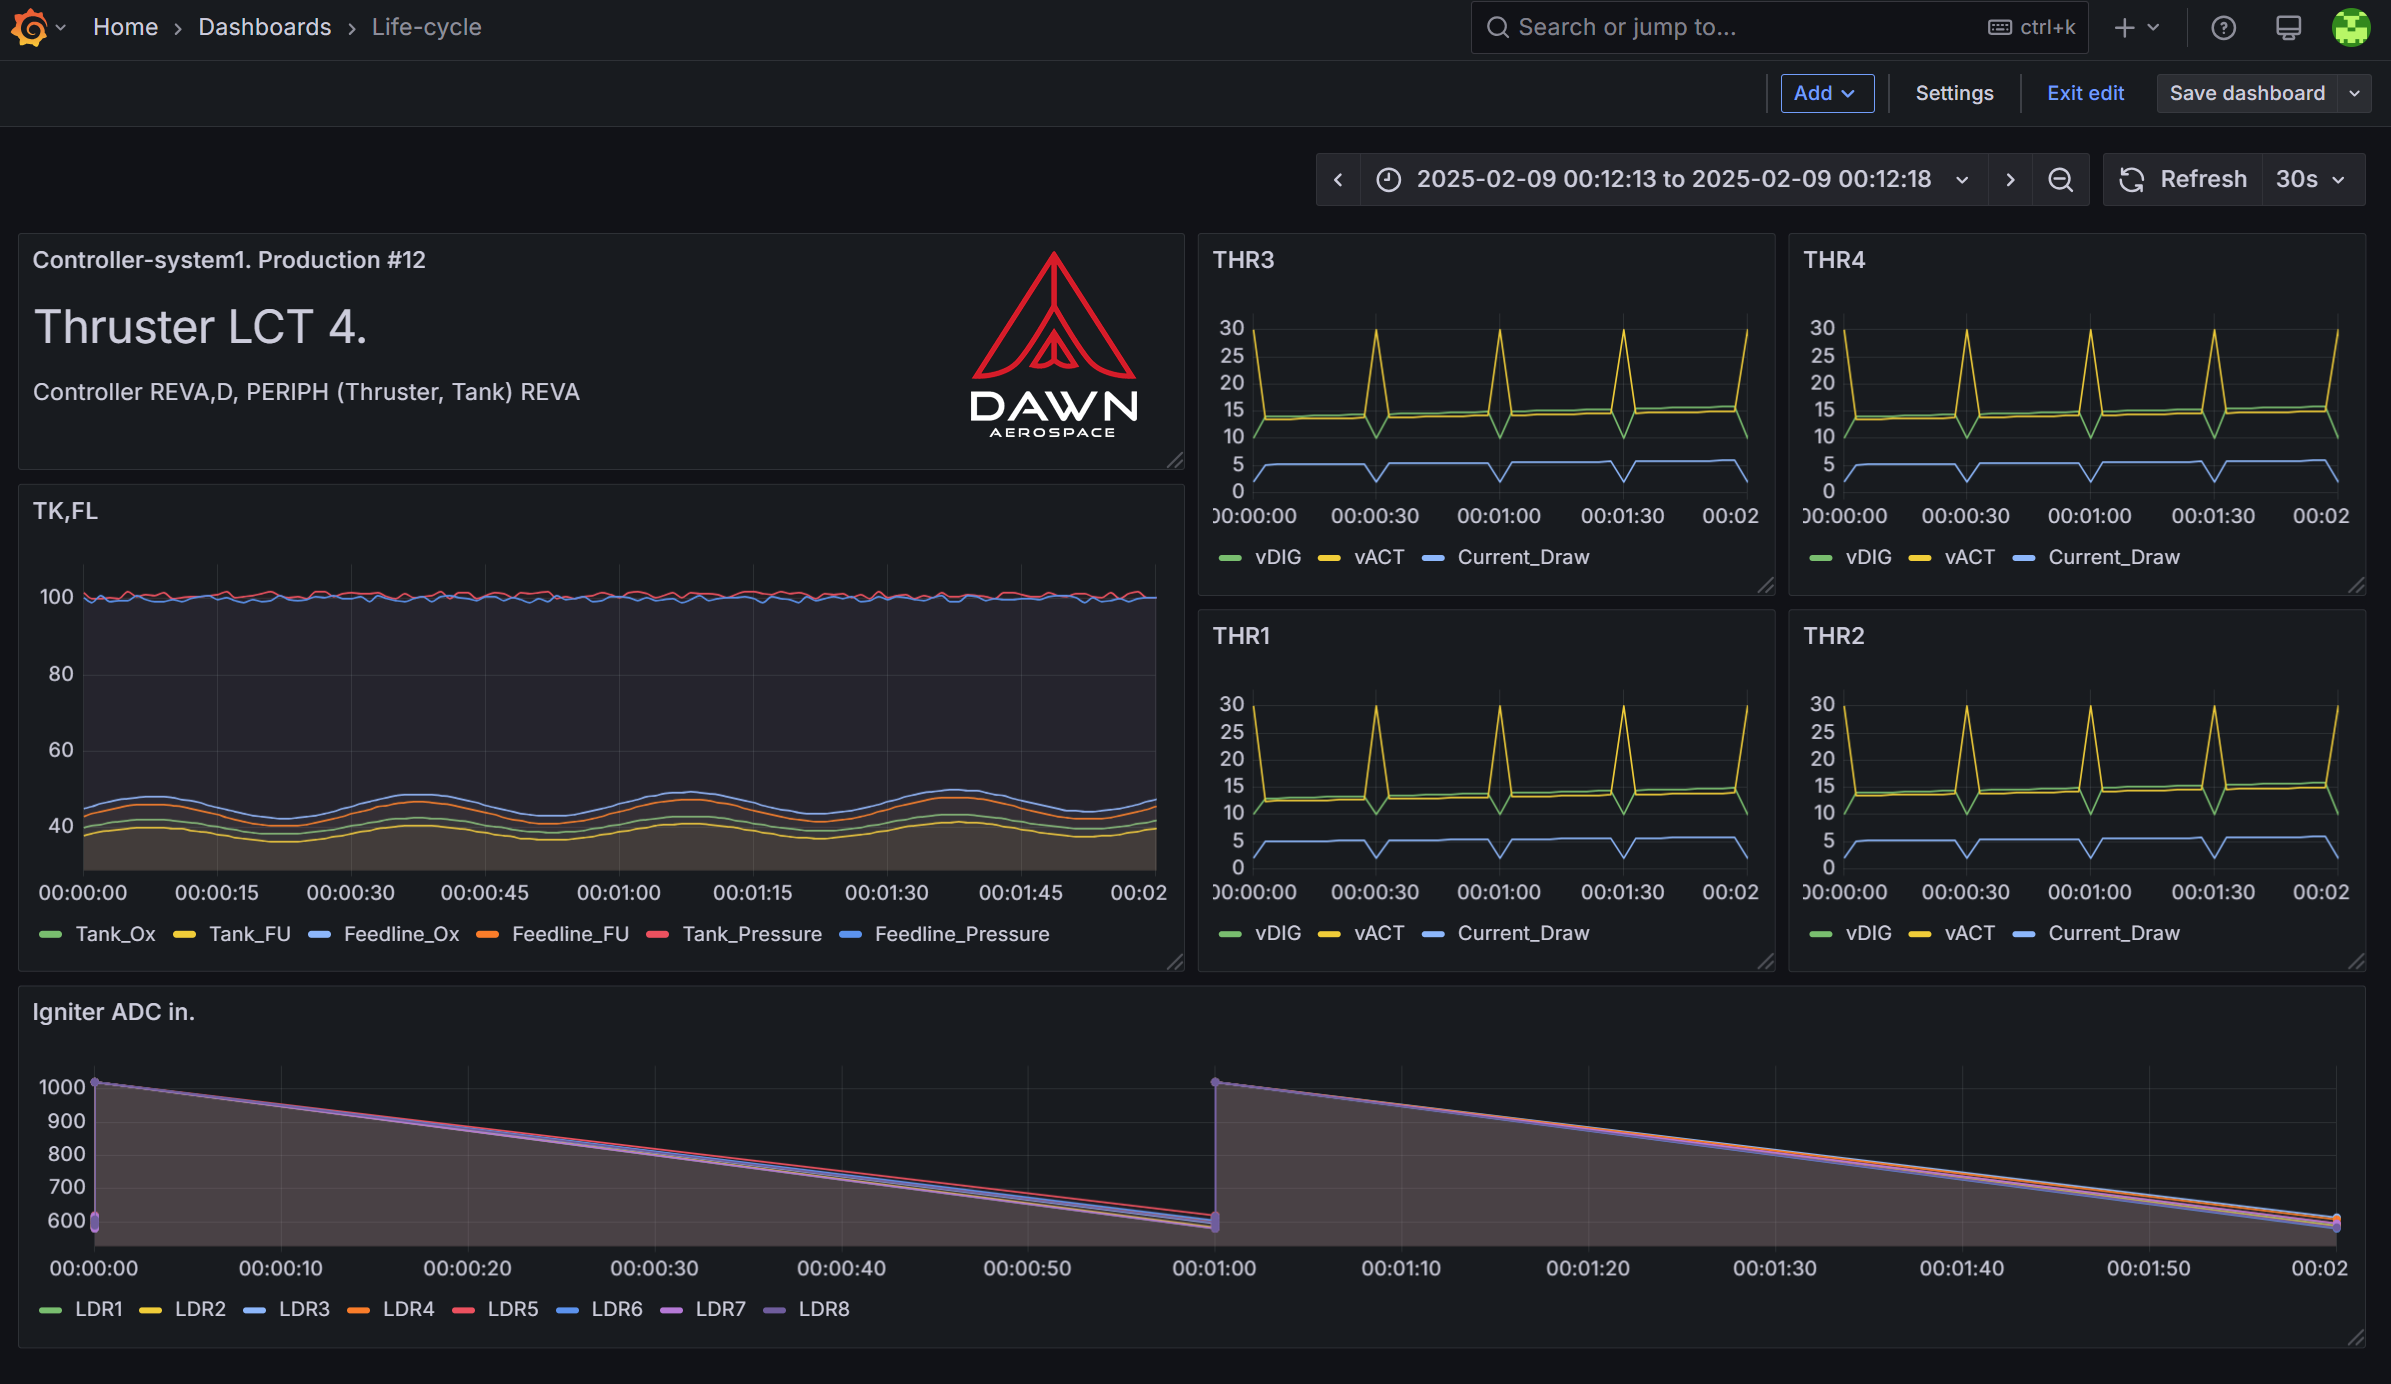 Home › Dashboards › Life-cycle
Search or jump to...
ctrl+k
Add
Settings
Exit edit
Save dashboard
2025-02-09 00:12:13 to 2025-02-09 00:12:18
Refresh
30s
Controller-system1. Production #12
Thruster LCT 4.
Controller REVA,D, PERIPH (Thruster, Tank) REVA
DAWN
AEROSPACE
TK,FL
100
80
60
40
00:00:00 00:00:15 00:00:30 00:00:45 00:01:00 00:01:15 00:01:30 00:01:45 00:02
Tank_Ox Tank_FU Feedline_Ox Feedline_FU Tank_Pressure Feedline_Pressure
THR3
30
25
20
15
10
5
0
00:00:00 00:00:30 00:01:00 00:01:30 00:02
vDIG vACT Current_Draw
THR4
30
25
20
15
10
5
0
00:00:00 00:00:30 00:01:00 00:01:30 00:02
vDIG vACT Current_Draw
THR1
30
25
20
15
10
5
0
00:00:00 00:00:30 00:01:00 00:01:30 00:02
vDIG vACT Current_Draw
THR2
30
25
20
15
10
5
0
00:00:00 00:00:30 00:01:00 00:01:30 00:02
vDIG vACT Current_Draw
Igniter ADC in.
1000
900
800
700
600
00:00:00 00:00:10 00:00:20 00:00:30 00:00:40 00:00:50 00:01:00 00:01:10 00:01:20 00:01:30 00:01:40 00:01:50 00:02
LDR1 LDR2 LDR3 LDR4 LDR5 LDR6 LDR7 LDR8